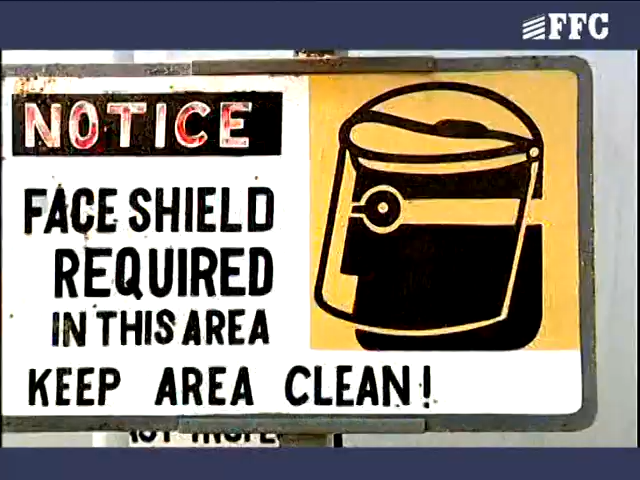 FFC
NOTICE
FACE SHIELD
REQUIRED
IN THIS AREA
KEEP AREA CLEAN!